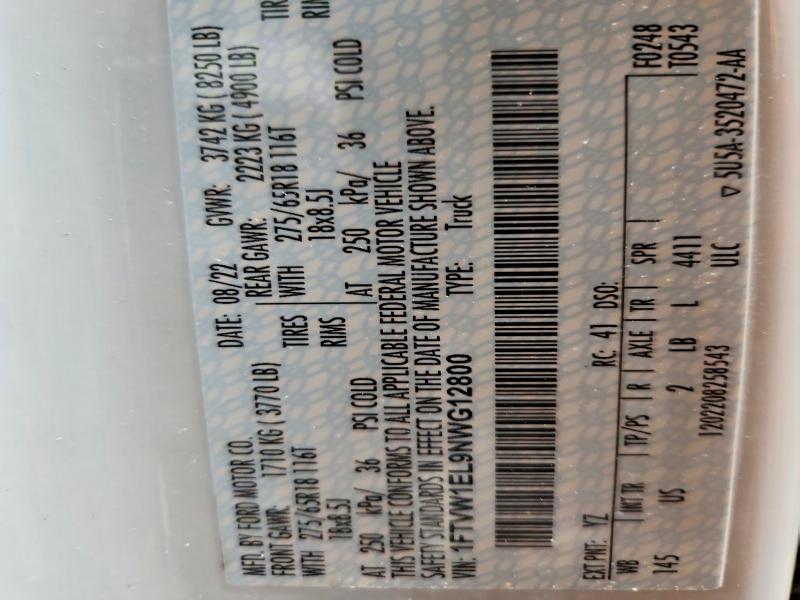 MFD. BY FORD MOTOR CO.
DATE: 08/22 GVWR: 3742 KG ( 8250 LB)
FRONT GAWR: 1710 KG ( 3770 LB) REAR GAWR: 2223 KG ( 4900 LB)
WITH 275/65R18 116T TIRES WITH 275/65R18 116T TIR
18x8.5J RIMS 18x8.5J RI
AT 250 kPa/ 36 PSI COLD AT 250 kPa/ 36 PSI COLD
THIS VEHICLE CONFORMS TO ALL APPLICABLE FEDERAL MOTOR VEHICLE
SAFETY STANDARDS IN EFFECT ON THE DATE OF MANUFACTURE SHOWN ABOVE.
VIN: 1FTVW1EL9NWG12800 TYPE: Truck
EXT PNT: YZ RC: 41 DSO: F0248
WB INT TR TP/PS R AXLE TR SPR T0543
145 US 2 LB L 4411
ULC
1202208258543 ▽ 5U5A-3520472-AA